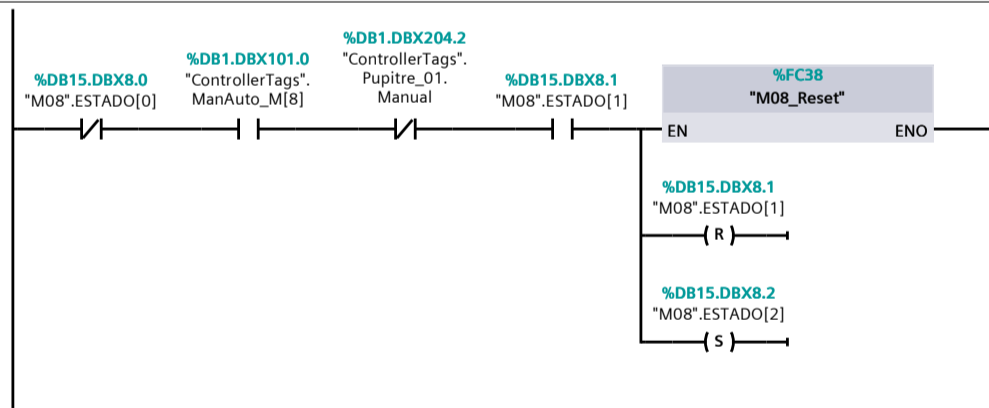 %DB15.DBX8.0
"M08".ESTADO[0]
%DB1.DBX101.0
"ControllerTags".
ManAuto_M[8]
%DB1.DBX204.2
"ControllerTags".
Pupitre_01.
Manual
%DB15.DBX8.1
"M08".ESTADO[1]
%FC38
"M08_Reset"
EN
ENO
%DB15.DBX8.1
"M08".ESTADO[1]
R
%DB15.DBX8.2
"M08".ESTADO[2]
S